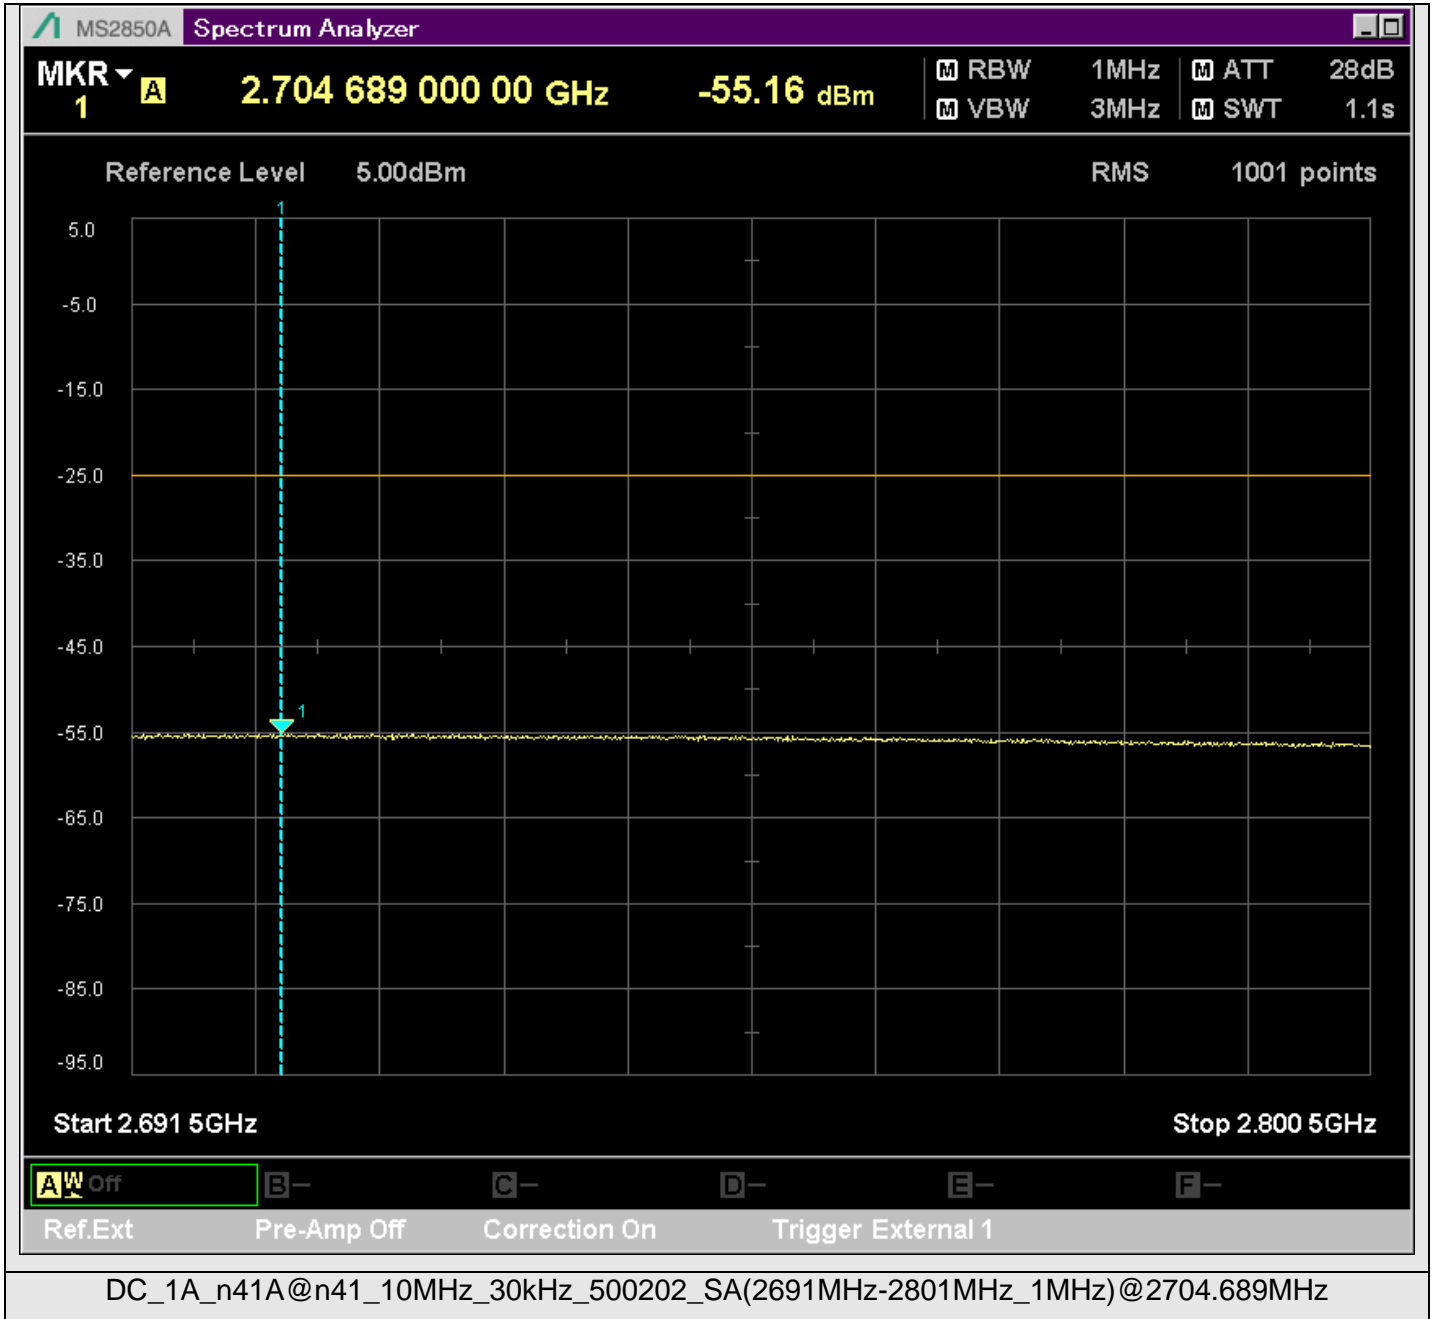 MS2850A Spectrum Analyzer
MKR 1 A 2.704 689 000 00 GHz -55.16 dBm
M RBW 1MHz M ATT 28dB
M VBW 3MHz M SWT 1.1s
Reference Level 5.00dBm RMS 1001 points
1
5.0
-5.0
-15.0
-25.0
-35.0
-45.0
1
-55.0
-65.0
-75.0
-85.0
-95.0
Start 2.691 5GHz Stop 2.800 5GHz
A W Off B- C- D- E- F-
Ref.Ext Pre-Amp Off Correction On Trigger External 1
DC_1A_n41A@n41_10MHz_30kHz_500202_SA(2691MHz-2801MHz_1MHz)@2704.689MHz